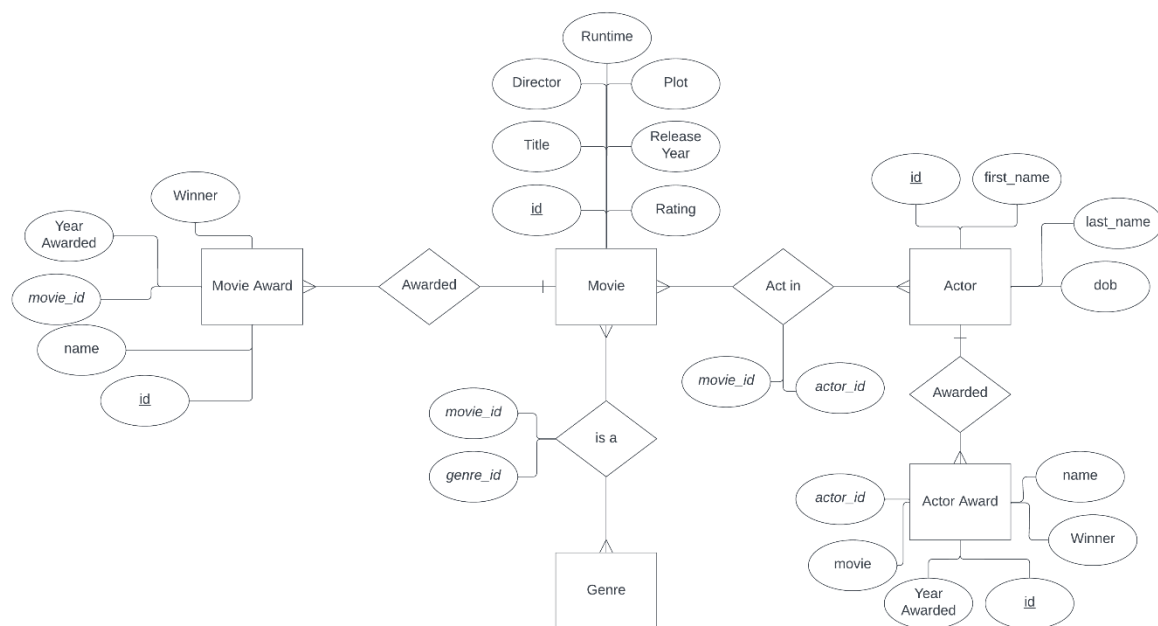 Runtime
Director
Plot
Title
Release
Year
id
Rating
Winner
Year
Awarded
movie_id
name
id
Movie Award
Awarded
Movie
Act in
Actor
id
first_name
last_name
dob
movie_id
actor_id
Awarded
movie_id
genre_id
is a
Genre
actor_id
movie
Actor Award
name
Winner
Year
Awarded
id